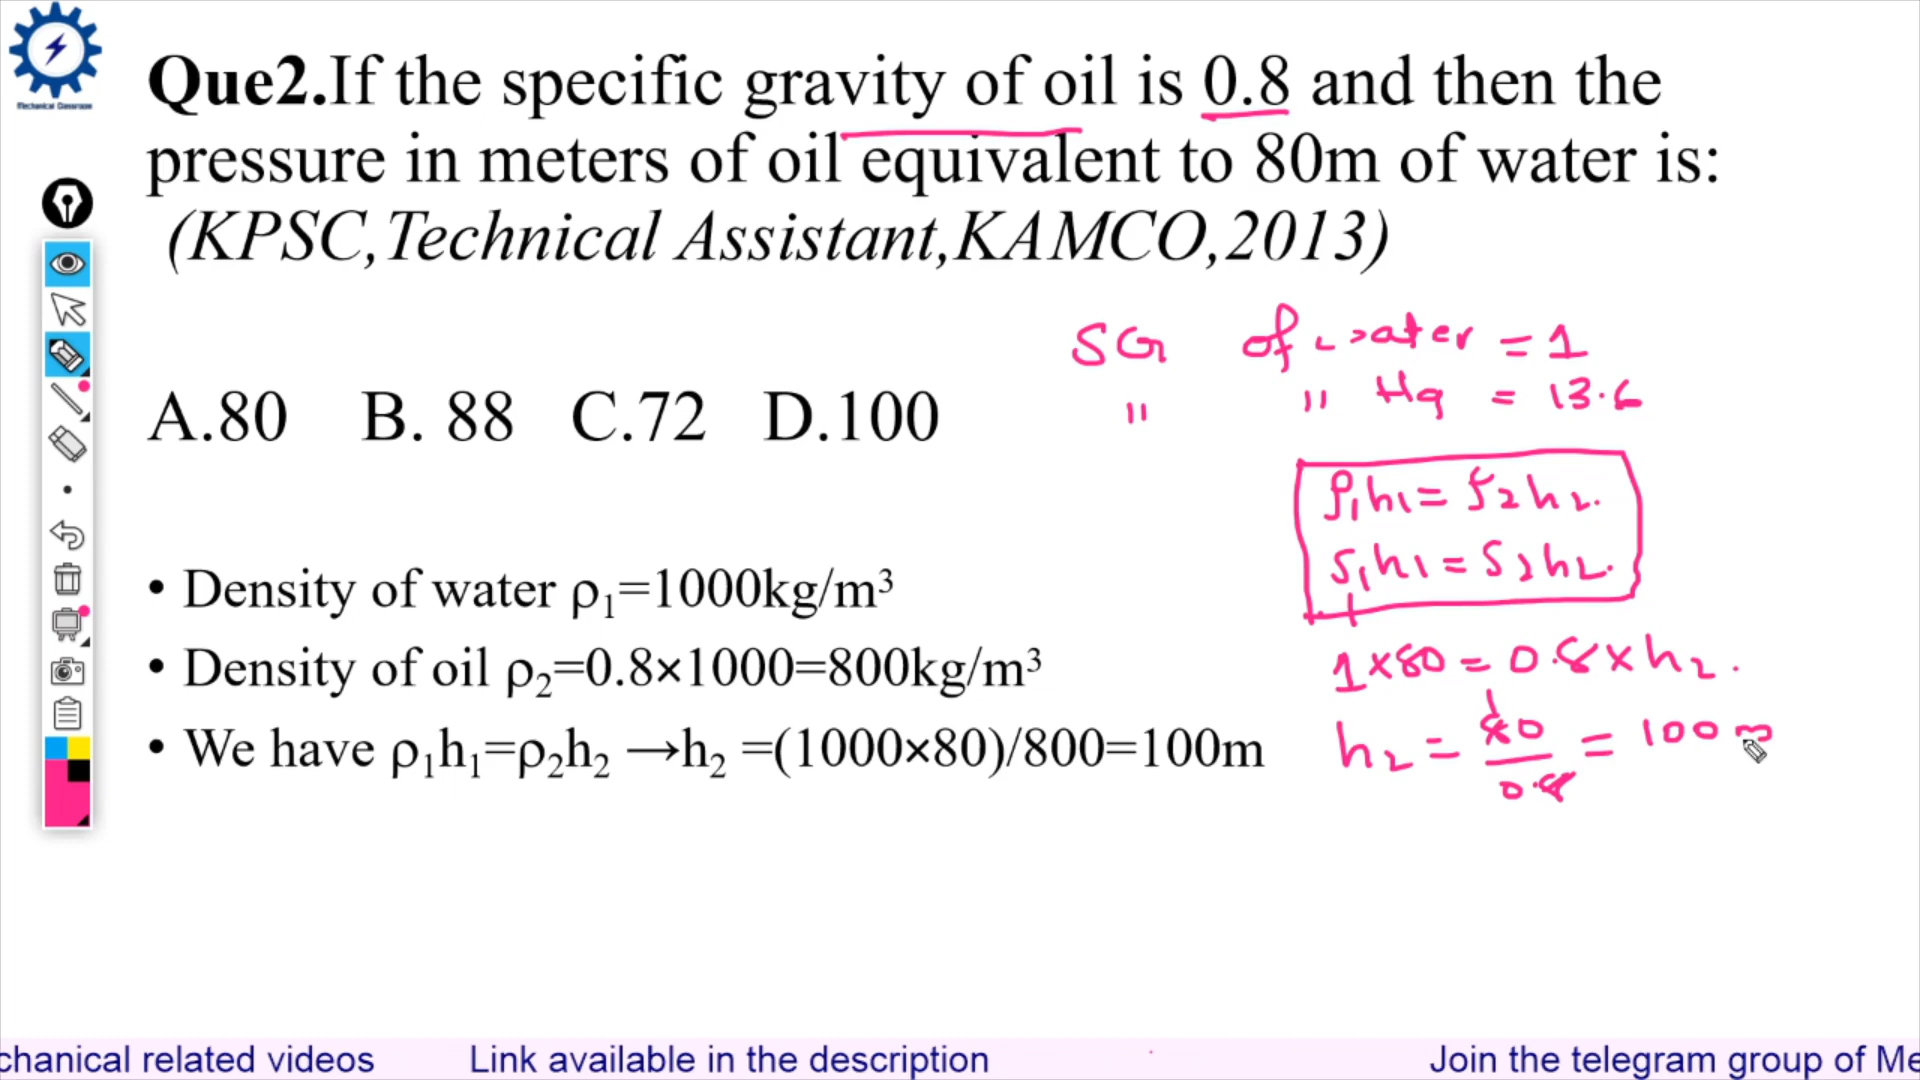 Mechanical Classroom
Que2.If the specific gravity of oil is 0.8 and then the
pressure in meters of oil equivalent to 80m of water is:
(KPSC,Technical Assistant,KAMCO,2013)
SG of water = 1
" " Hg = 13.6
A.80 B. 88 C.72 D.100
ρ₁h₁ = ρ₂h₂.
S₁h₁ = S₂h₂.
• Density of water ρ₁=1000kg/m³
• Density of oil ρ₂=0.8×1000=800kg/m³
1×80 = 0.8×h₂.
• We have ρ₁h₁=ρ₂h₂ →h₂ =(1000×80)/800=100m
h₂ = 80/0.8 = 100 m
chanical related videos Link available in the description Join the telegram group of Me